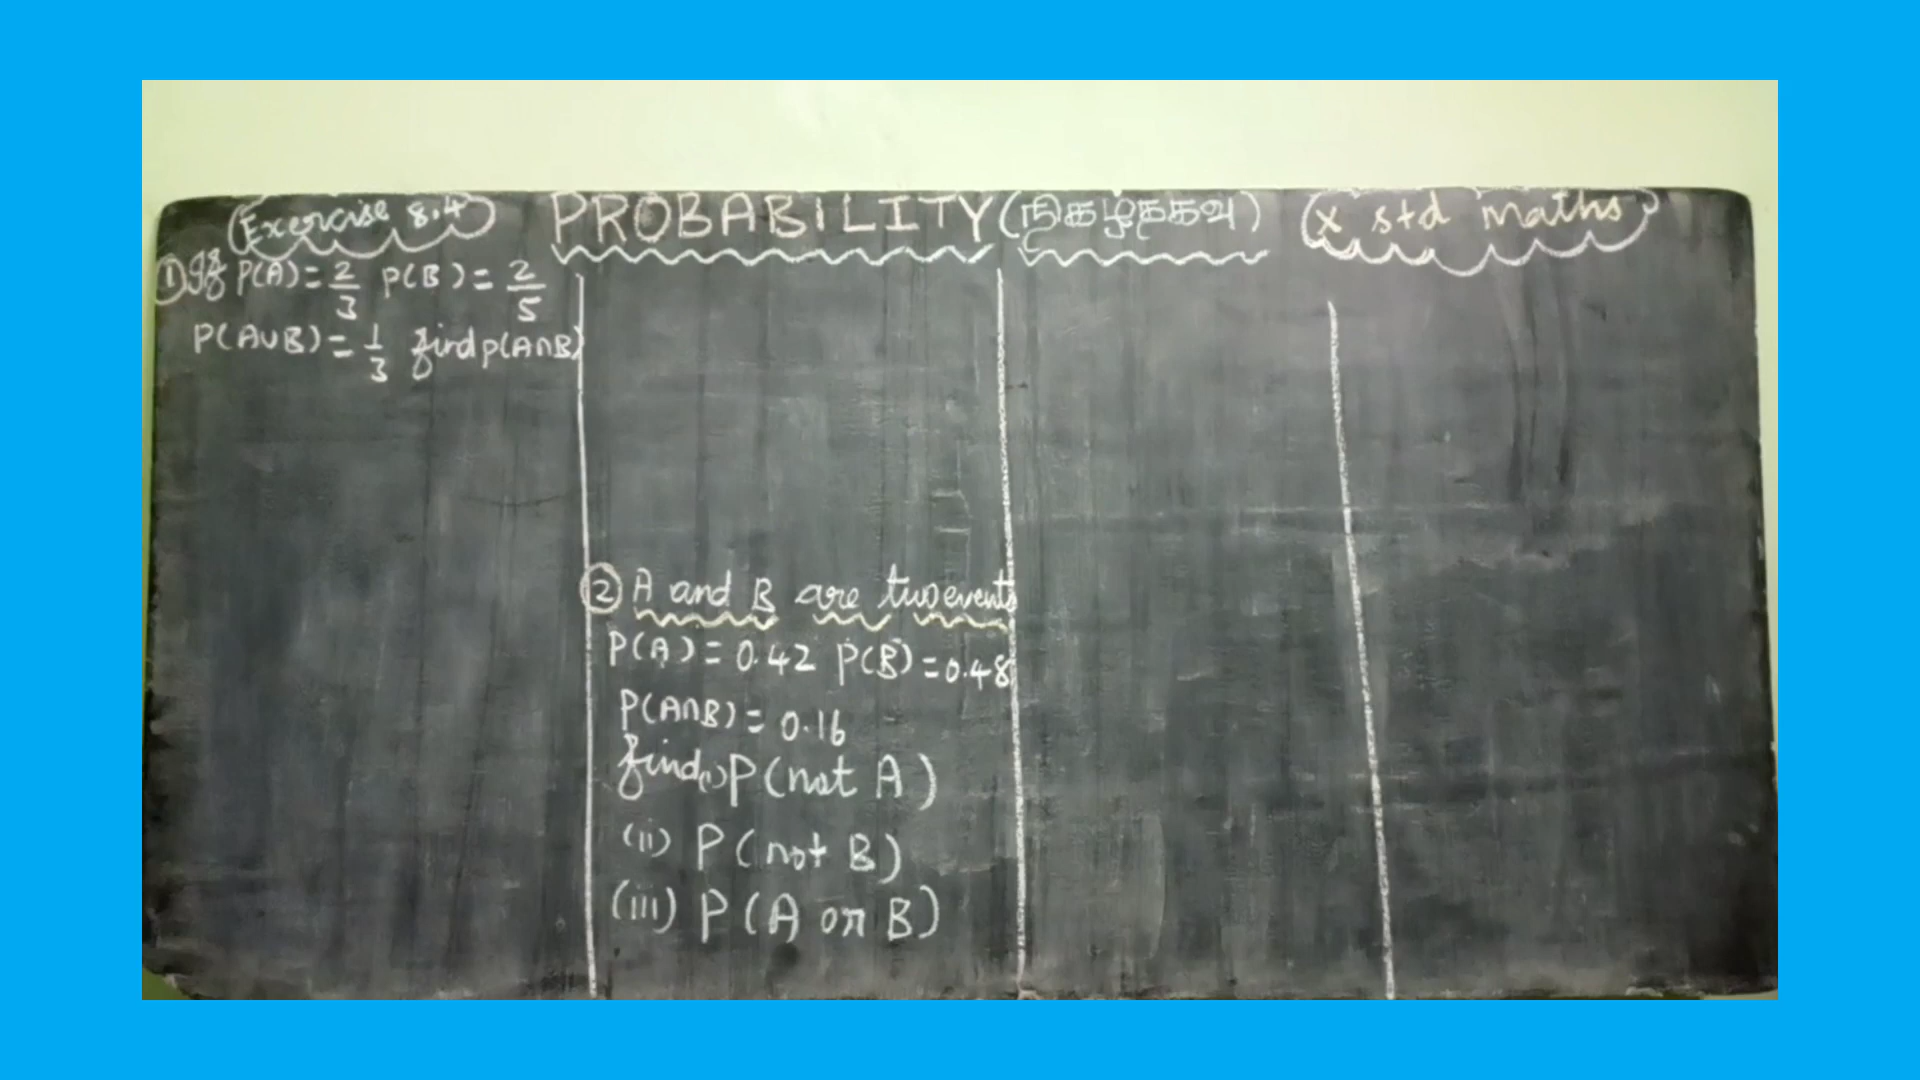 Exercise 8.4 PROBABILITY (நிகழ்தகவு) X std maths
① If P(A) = 2/3 P(B) = 2/5
P(A∪B) = 1/3 find P(A∩B)
② A and B are two events
P(A) = 0.42 P(B) = 0.48
P(A∩B) = 0.16
find (i) P(not A)
(ii) P(not B)
(iii) P(A or B)